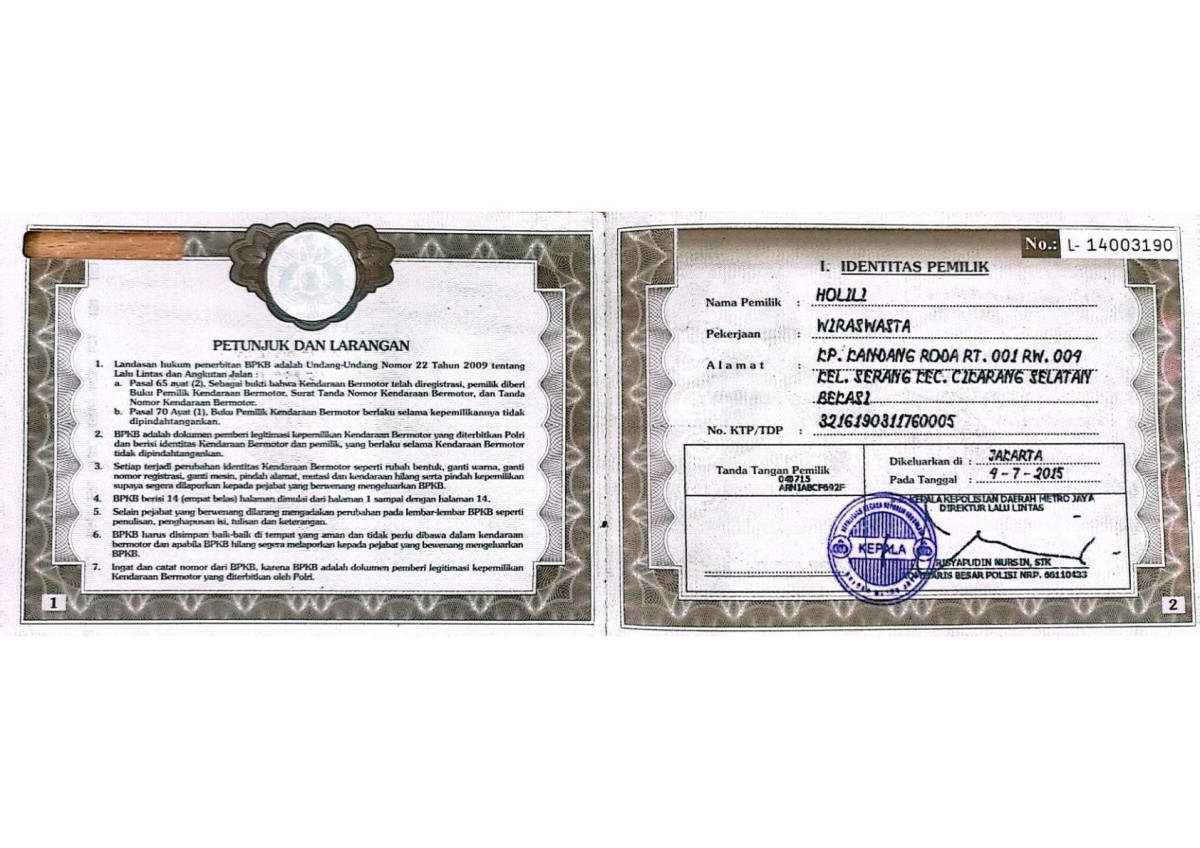 PETUNJUK DAN LARANGAN
1. Landasan hukum penerbitan BPKB adalah Undang-Undang Nomor 22 Tahun 2009 tentang
Lalu Lintas dan Angkutan Jalan :
a. Pasal 65 ayat (2), Sebagai bukti bahwa Kendaraan Bermotor telah diregistrasi, pemilik diberi
Buku Pemilik Kendaraan Bermotor, Surat Tanda Nomor Kendaraan Bermotor, dan Tanda
Nomor Kendaraan Bermotor.
b. Pasal 70 Ayat (1), Buku Pemilik Kendaraan Bermotor berlaku selama kepemilikannya tidak
dipindahtangankan.
2. BPKB adalah dokumen pemberi legitimasi kepemilikan Kendaraan Bermotor yang diterbitkan Polri
dan berisi identitas Kendaraan Bermotor dan pemilik, yang berlaku selama Kendaraan Bermotor
tidak dipindahtangankan.
3. Setiap terjadi perubahan identitas Kendaraan Bermotor seperti rubah bentuk, ganti warna, ganti
nomor registrasi, ganti mesin, pindah alamat, mutasi dan kendaraan hilang serta pindah kepemilikan
supaya segera dilaporkan kepada pejabat yang berwenang mengeluarkan BPKB.
4. BPKB berisi 14 (empat belas) halaman dimulai dari halaman 1 sampai dengan halaman 14.
5. Selain pejabat yang berwenang dilarang mengadakan perubahan pada lembar-lembar BPKB seperti
penulisan, penghapusan isi, tulisan dan keterangan.
6. BPKB harus disimpan baik-baik di tempat yang aman dan tidak perlu dibawa dalam kendaraan
bermotor dan apabila BPKB hilang segera melaporkan kepada pejabat yang bewenang mengeluarkan
BPKB.
7. Ingat dan catat nomor dari BPKB, karena BPKB adalah dokumen pemberi legitimasi kepemilikan
Kendaraan Bermotor yang diterbitkan oleh Polri.
1
No.: L- 14003190
I. IDENTITAS PEMILIK
Nama Pemilik : HOLILI
Pekerjaan : WIRASWASTA
Alamat : KP. KANDANG RODA RT. 001 RW. 009
KEL. SERANG KEC. CIKARANG SELATAN
BEKASI
No. KTP/TDP : 3216190311760005
Tanda Tangan Pemilik
040715
Dikeluarkan di : JAKARTA
Pada Tanggal : 4-7-2015
KEPALA KEPOLISIAN DAERAH METRO JAYA
DIREKTUR LALU LINTAS
KEPALA
RISYAPUDIN NURSIN, SIK
BESAR POLISI NRP. 66110433
2